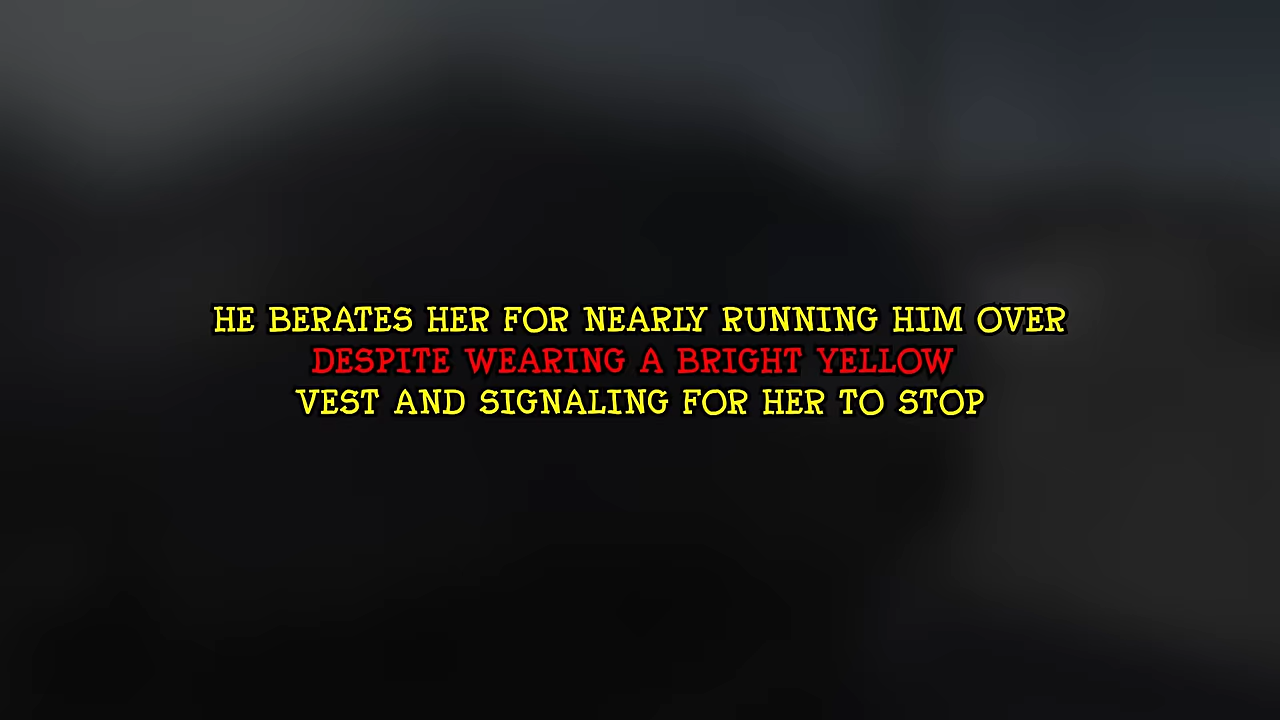 HE BERATES HER FOR NEARLY RUNNING HIM OVER
DESPITE WEARING A BRIGHT YELLOW
VEST AND SIGNALING FOR HER TO STOP